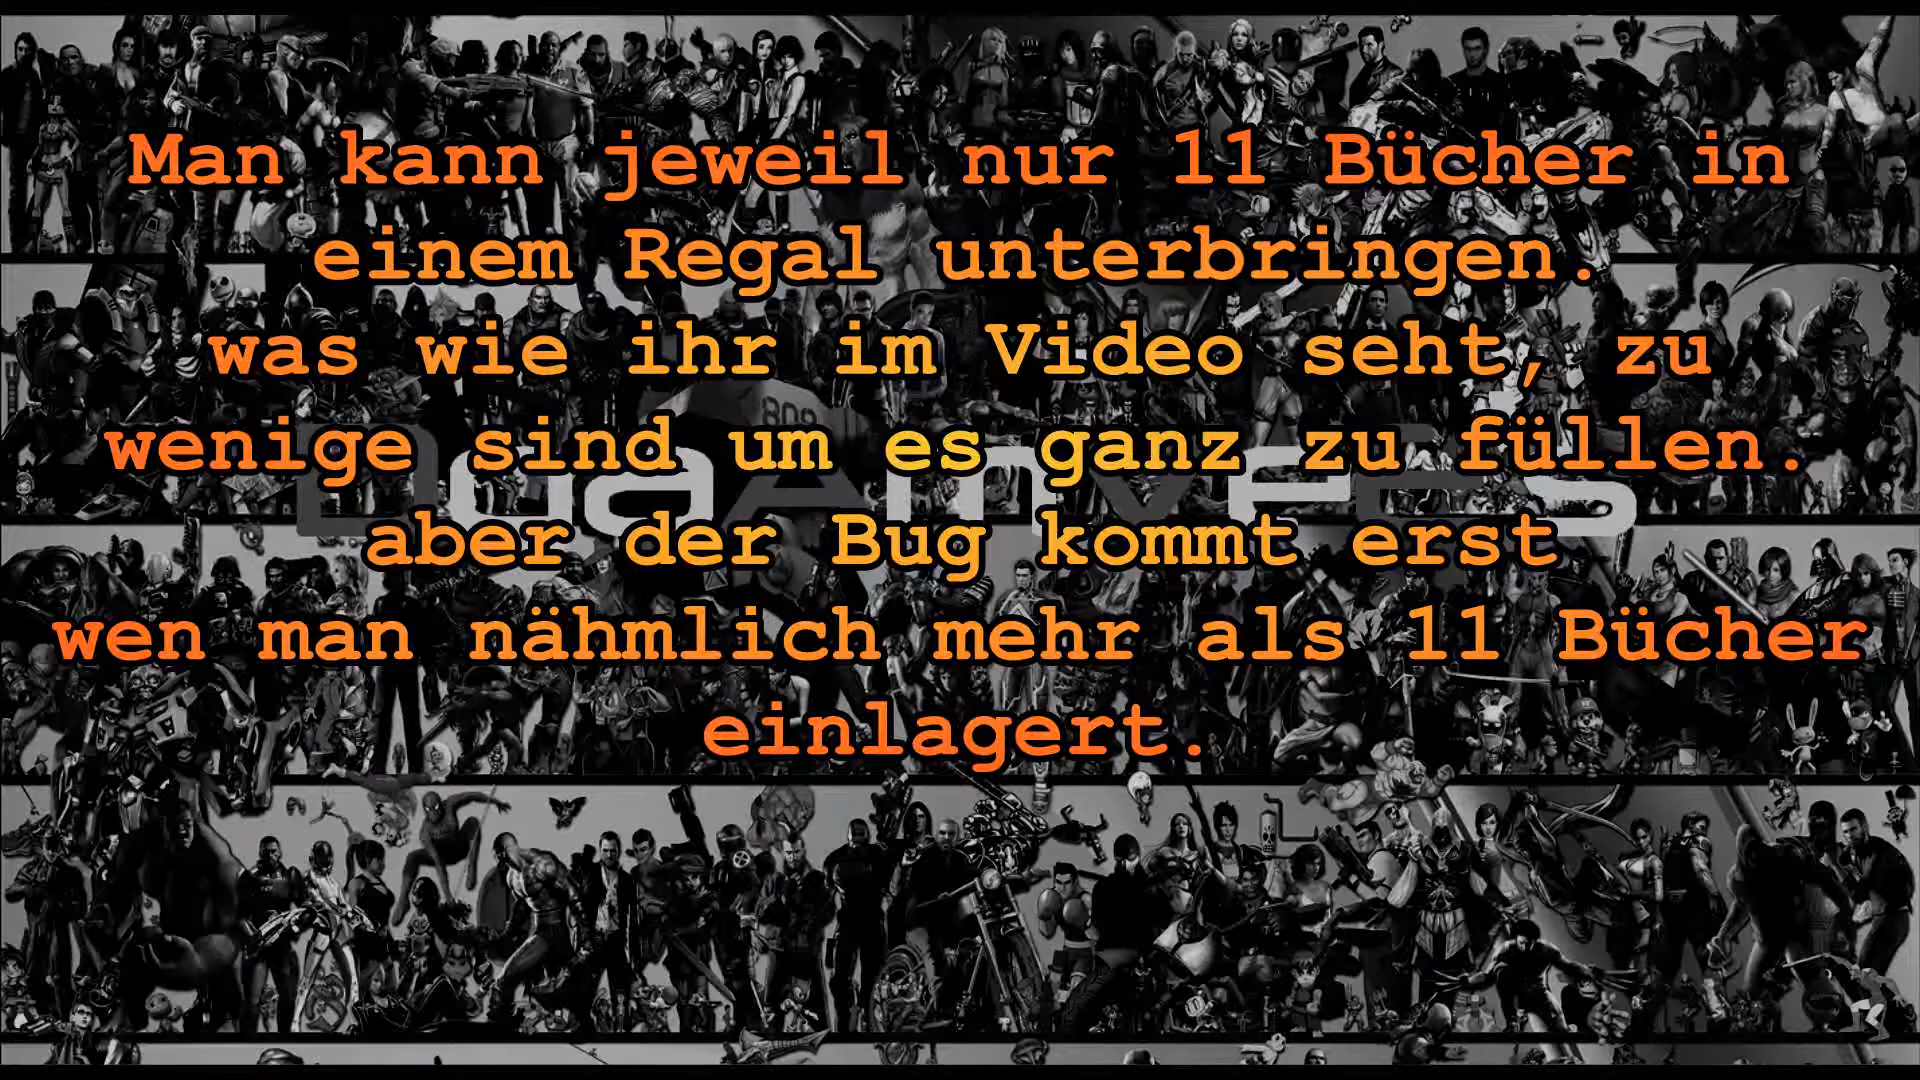 Man kann jeweil nur 11 Bücher in
einem Regal unterbringen.
was wie ihr im Video seht, zu
wenige sind um es ganz zu füllen.
aber der Bug kommt erst
wen man nähmlich mehr als 11 Bücher
einlagert.